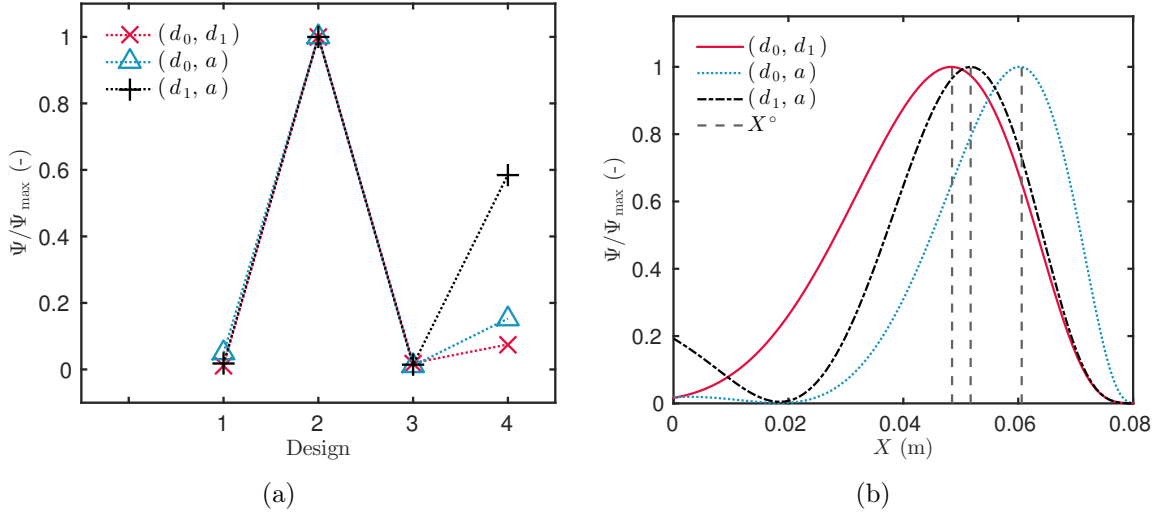 1
0.8
0.6
0.4
0.2
0
Ψ/Ψmax (-)
(d0, d1)
(d0, a)
(d1, a)
1 2 3 4
Design
(a)
1
0.8
0.6
0.4
0.2
0
Ψ/Ψmax (-)
(d0, d1)
(d0, a)
(d1, a)
X°
0 0.02 0.04 0.06 0.08
X (m)
(b)